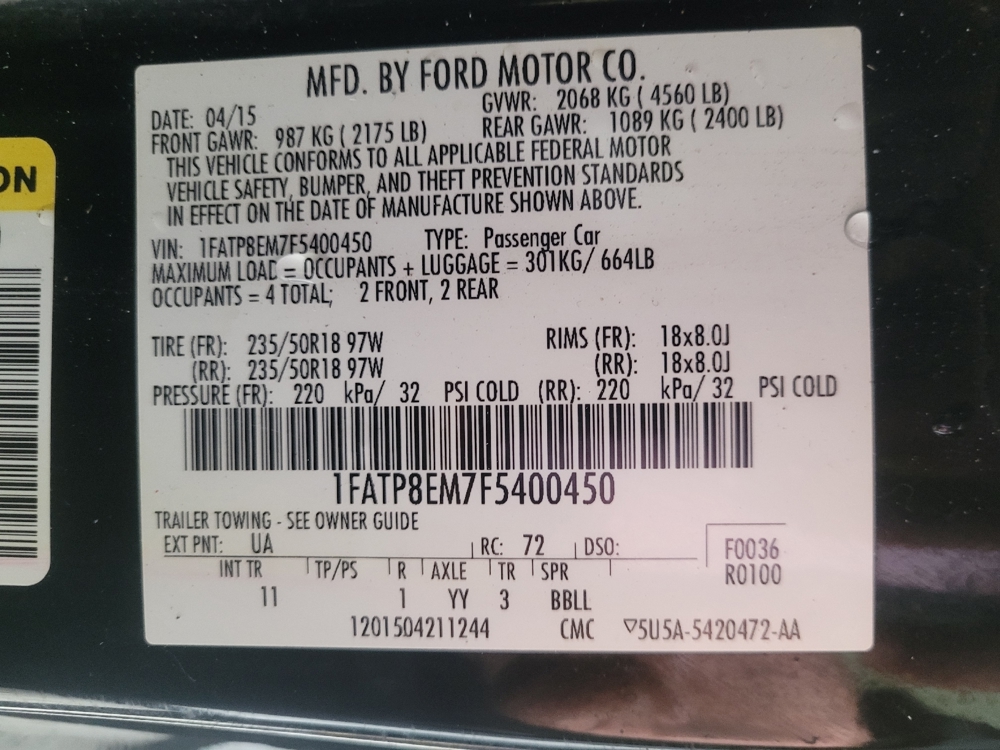 MFD. BY FORD MOTOR CO.
DATE: 04/15 GVWR: 2068 KG ( 4560 LB)
FRONT GAWR: 987 KG ( 2175 LB) REAR GAWR: 1089 KG ( 2400 LB)
THIS VEHICLE CONFORMS TO ALL APPLICABLE FEDERAL MOTOR
VEHICLE SAFETY, BUMPER, AND THEFT PREVENTION STANDARDS
IN EFFECT ON THE DATE OF MANUFACTURE SHOWN ABOVE.
VIN: 1FATP8EM7F5400450 TYPE: Passenger Car
MAXIMUM LOAD = OCCUPANTS + LUGGAGE = 301KG/ 664LB
OCCUPANTS = 4 TOTAL; 2 FRONT, 2 REAR
TIRE (FR): 235/50R18 97W RIMS (FR): 18x8.0J
(RR): 235/50R18 97W (RR): 18x8.0J
PRESSURE (FR): 220 kPa/ 32 PSI COLD (RR): 220 kPa/ 32 PSI COLD
1FATP8EM7F5400450
TRAILER TOWING - SEE OWNER GUIDE
EXT PNT: UA RC: 72 DSO: F0036
INT TR TP/PS R AXLE TR SPR R0100
11 1 YY 3 BBLL
1201504211244 CMC ▽5U5A-5420472-AA
ON